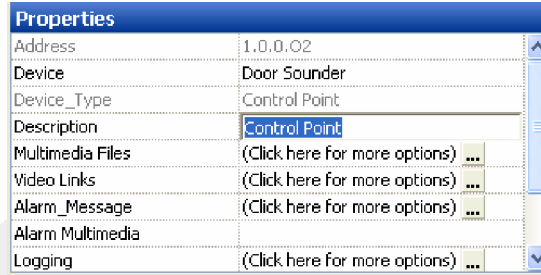 Properties
Address 1.0.0.O2
Device Door Sounder
Device_Type Control Point
Description Control Point
Multimedia Files (Click here for more options) ...
Video Links (Click here for more options) ...
Alarm_Message (Click here for more options) ...
Alarm Multimedia
Logging (Click here for more options) ...